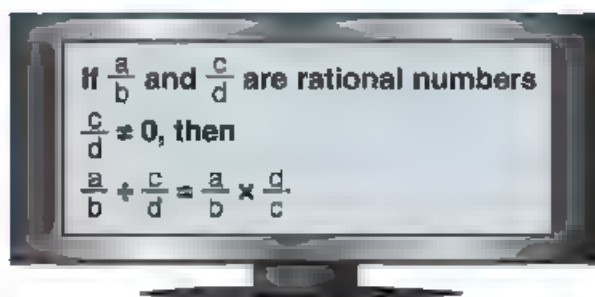 If a/b and c/d are rational numbers
c/d ≠ 0, then
a/b ÷ c/d = a/b × d/c